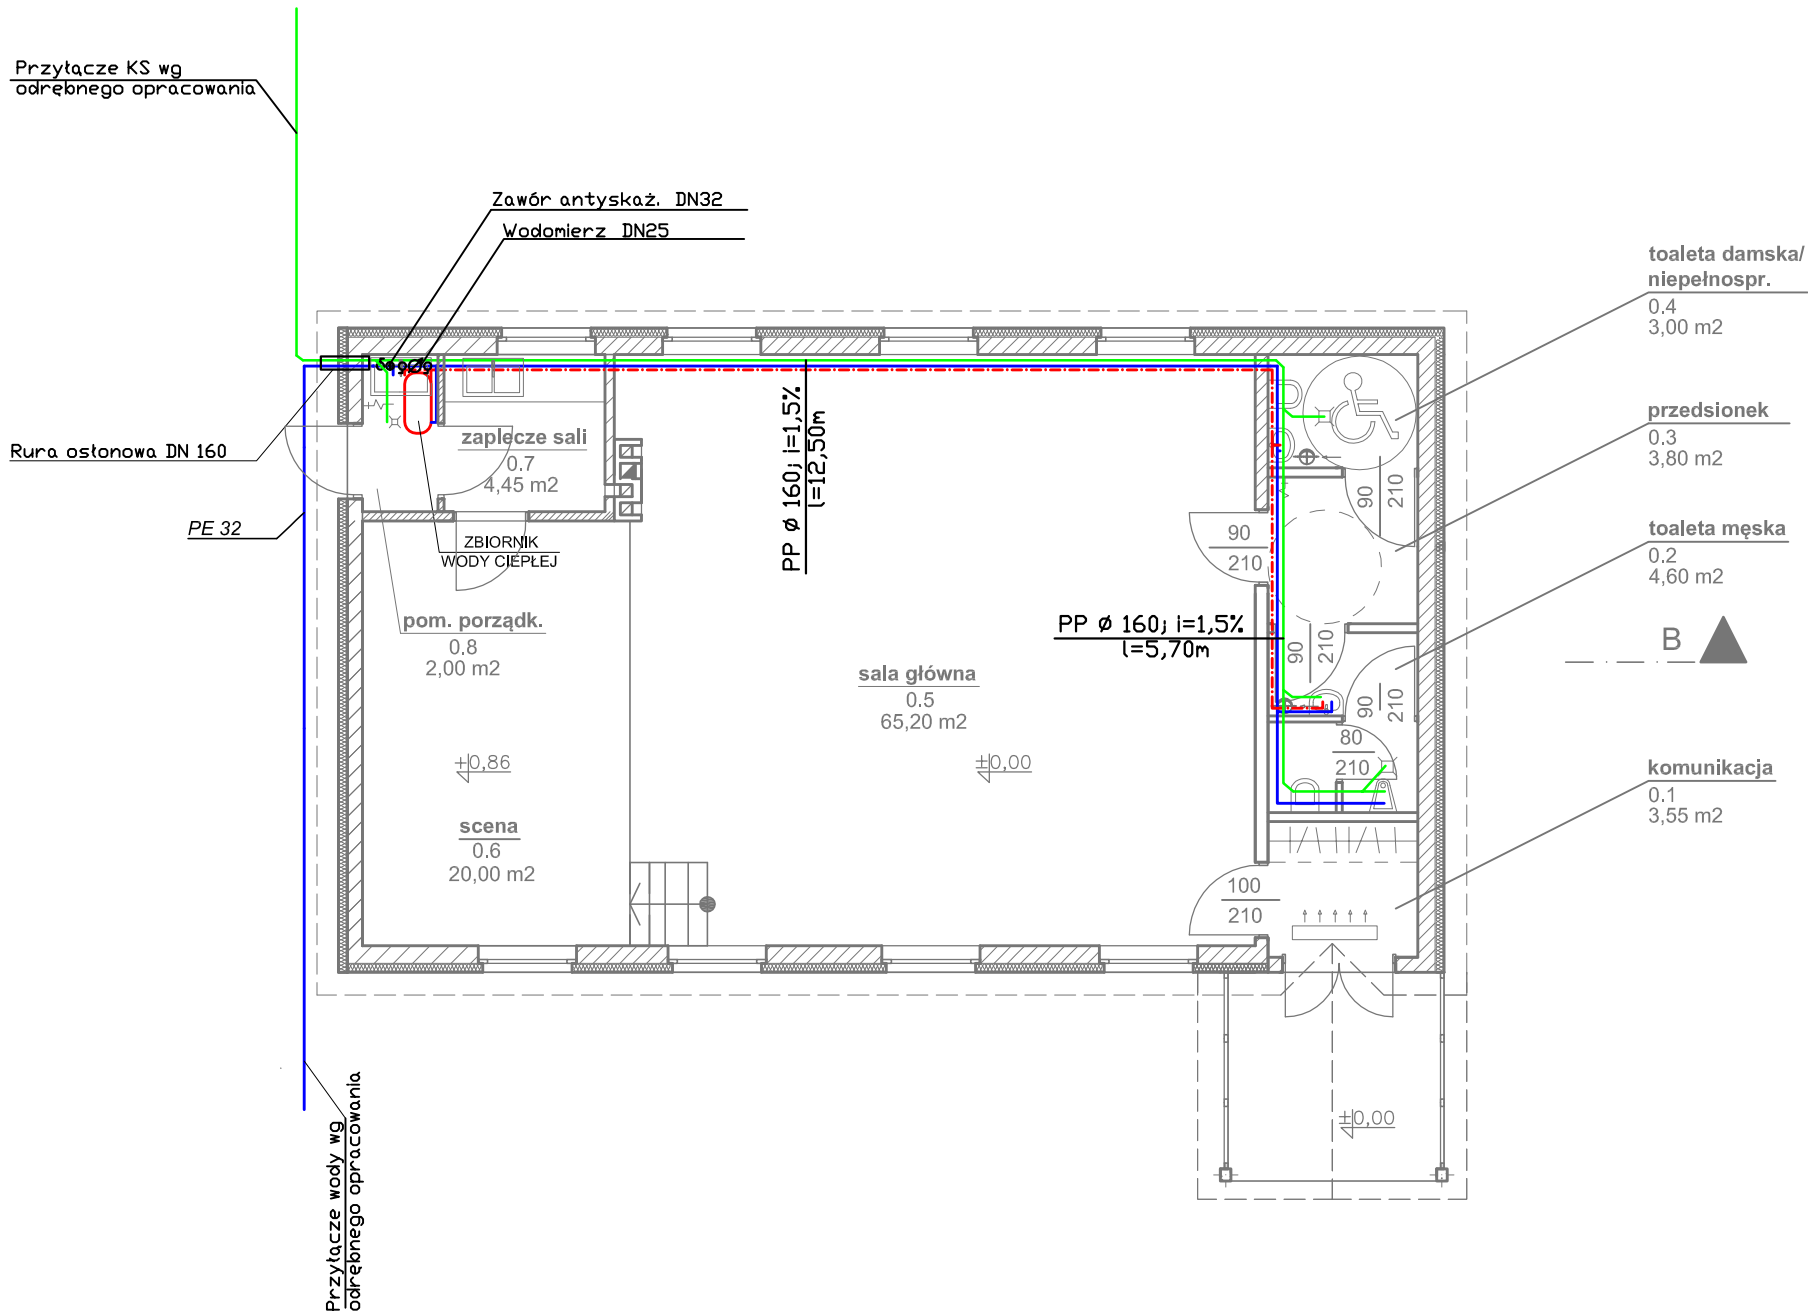 Przyłącze KS wg
odrębnego opracowania
Zawór antyskaż. DN32
Wodomierz DN25
toaleta damska/
niepełnospr.
0.4
3,00 m2
przedsionek
0.3
3,80 m2
Rura osłonowa DN 160
zaplecze sali
0.7
4,45 m2
PP Ø 160; i=1,5%
l=12,50m
90
210
90
210
PE 32
ZBIORNIK
WODY CIEPŁEJ
toaleta męska
0.2
4,60 m2
pom. porządk.
0.8
2,00 m2
PP Ø 160; i=1,5%
l=5,70m
90
210
B
sala główna
0.5
65,20 m2
90
210
80
210
±0,86
±0,00
komunikacja
0.1
3,55 m2
scena
0.6
20,00 m2
100
210
±0,00
Przyłącze wody wg
odrębnego opracowania